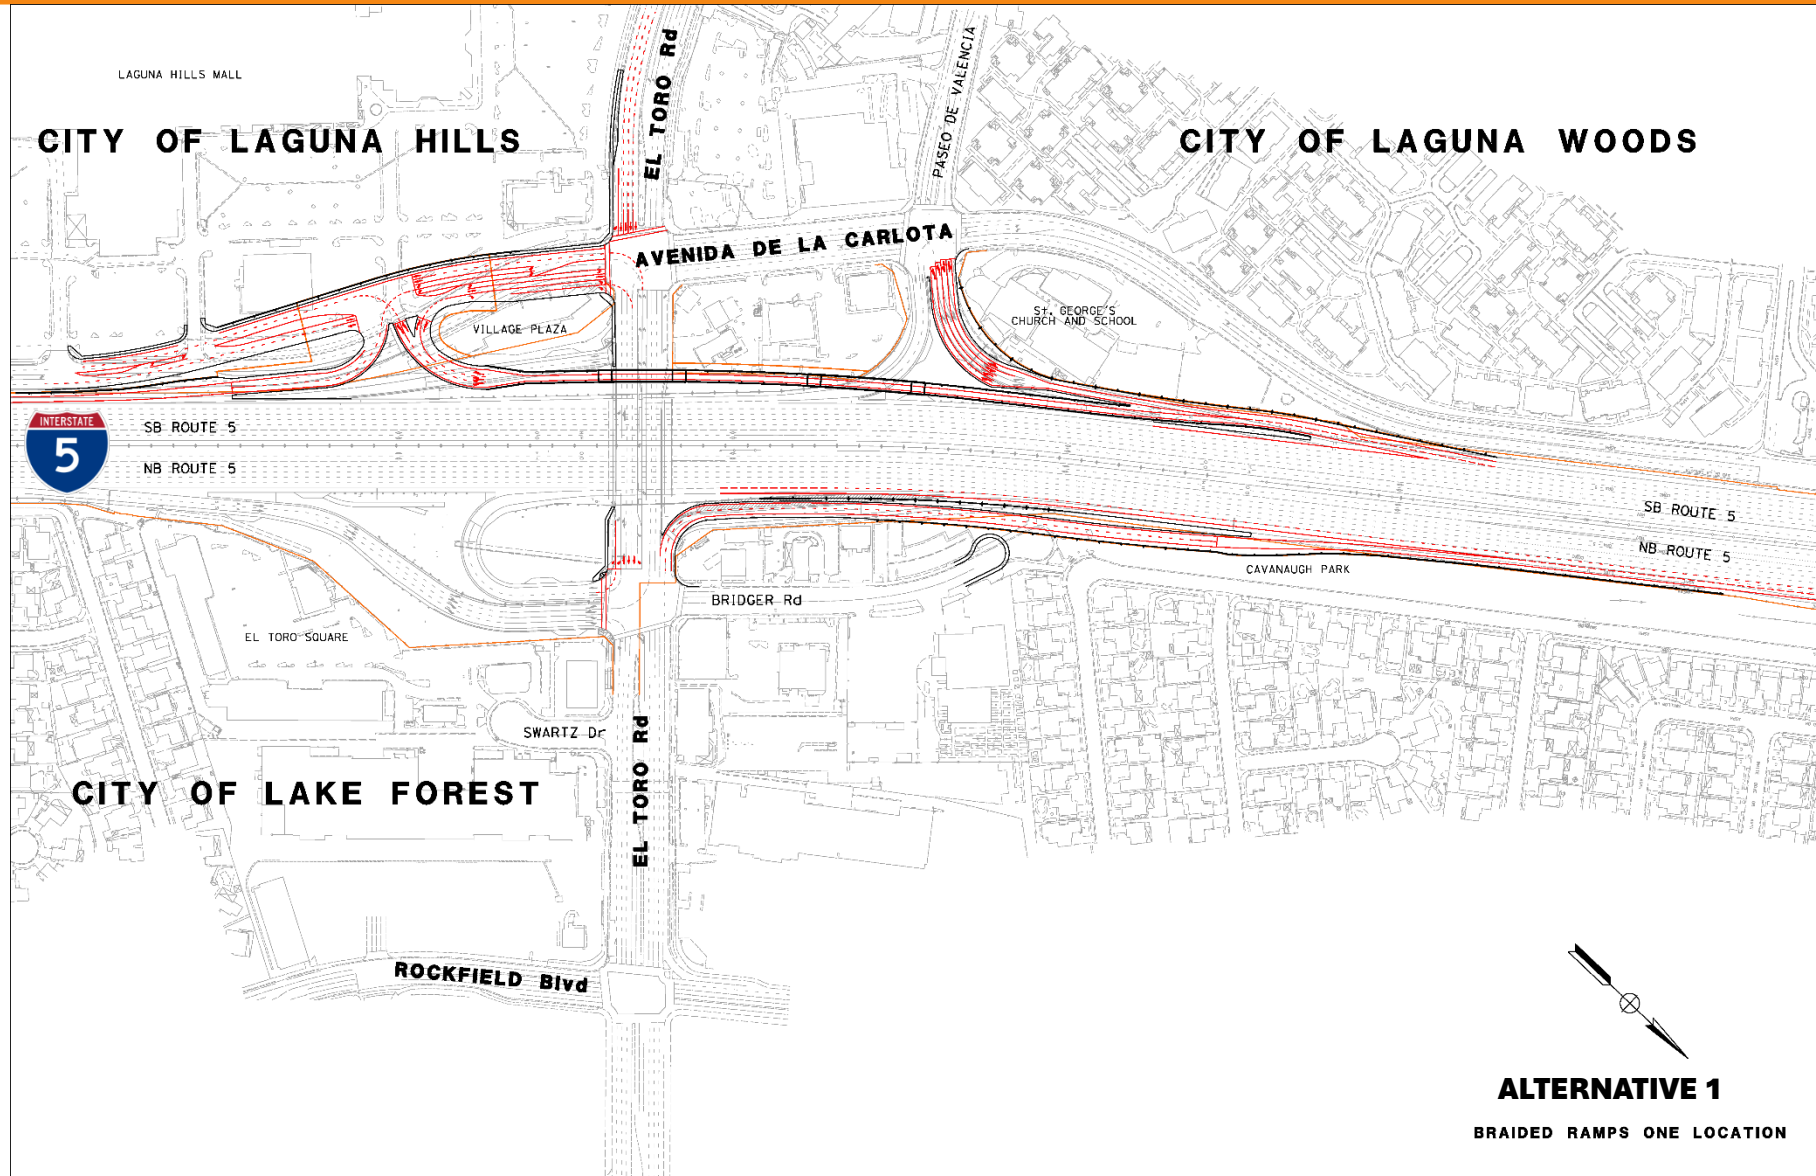 EL TORO Rd
PASEO DE VALENCIA
LAGUNA HILLS MALL
CITY OF LAGUNA HILLS
CITY OF LAGUNA WOODS
AVENIDA DE LA CARLOTA
VILLAGE PLAZA
St. GEORGE'S
CHURCH AND SCHOOL
INTERSTATE
5
SB ROUTE 5
NB ROUTE 5
SB ROUTE 5
NB ROUTE 5
CAVANAUGH PARK
BRIDGER Rd
EL TORO SQUARE
SWARTZ Dr
EL TORO Rd
CITY OF LAKE FOREST
ROCKFIELD Blvd
ALTERNATIVE 1
BRAIDED RAMPS ONE LOCATION